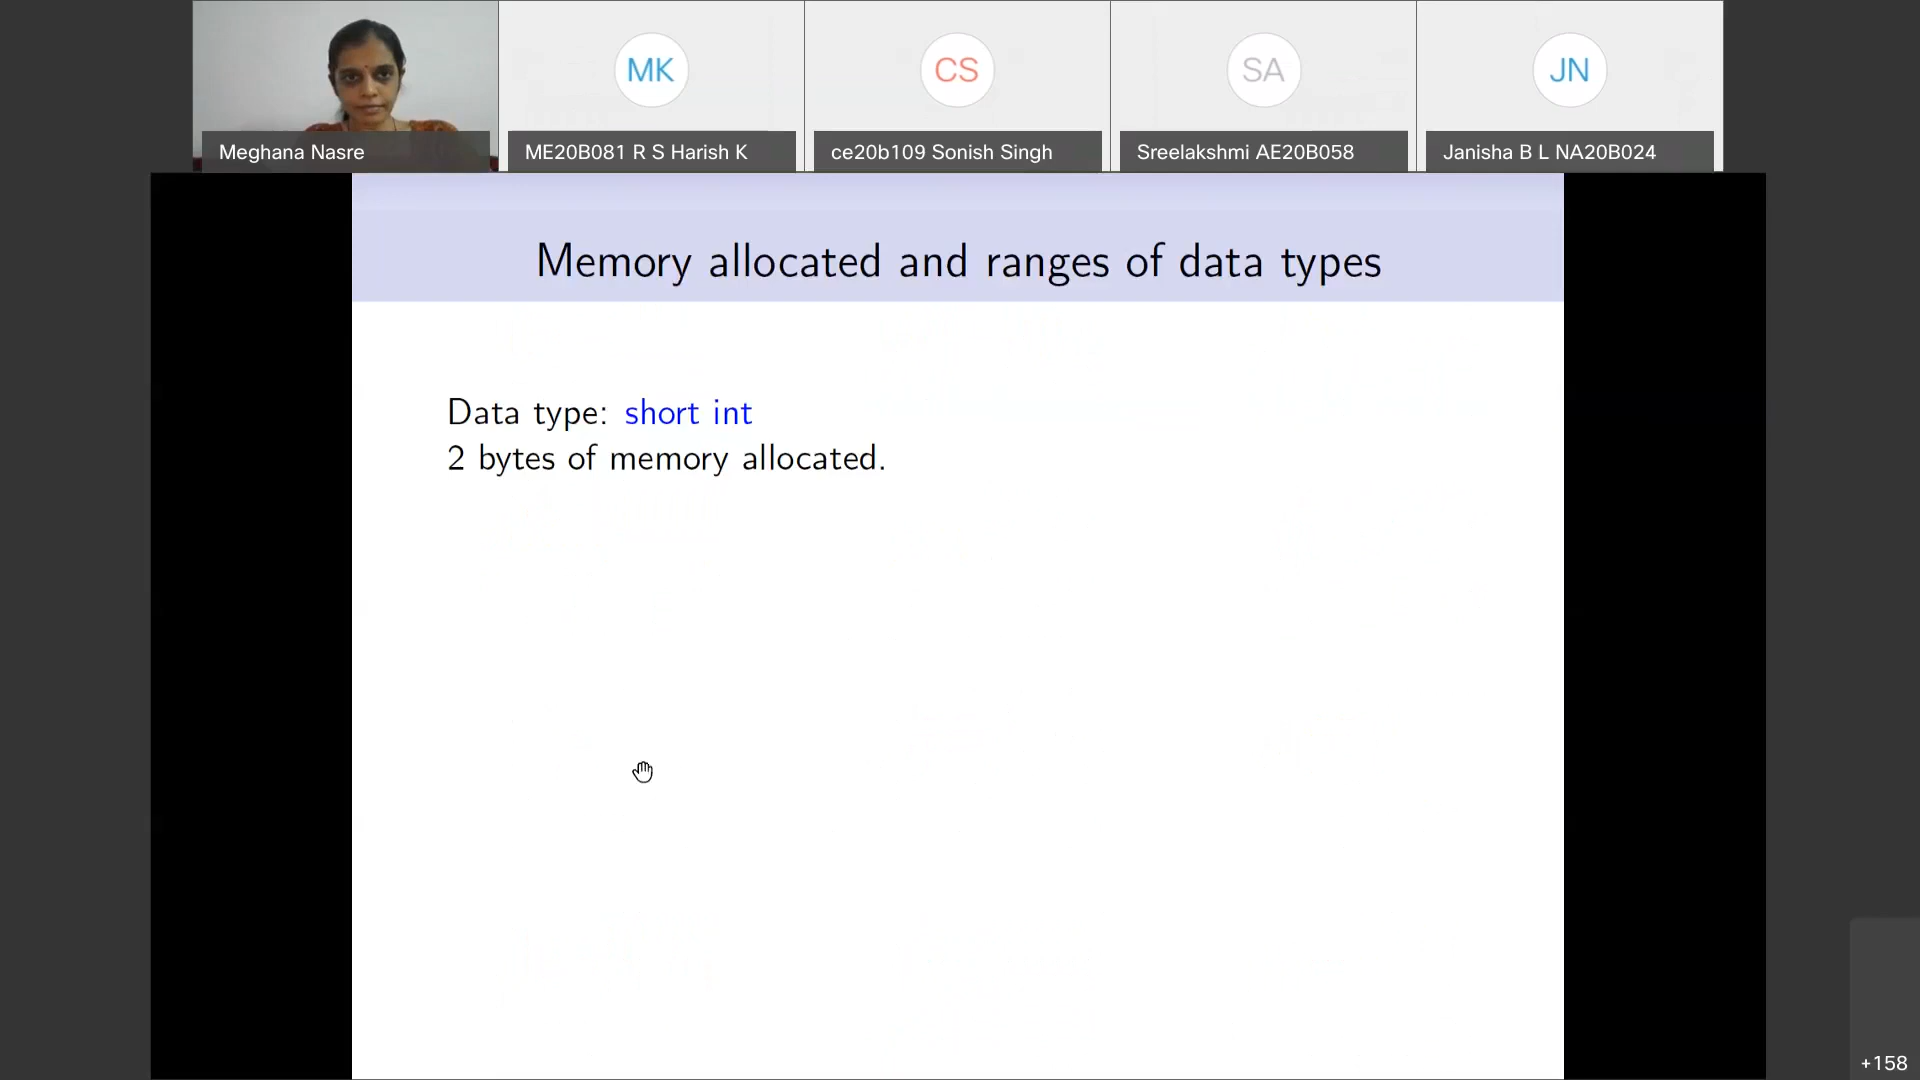 MK
CS
SA
JN
Meghana Nasre
ME20B081 R S Harish K
ce20b109 Sonish Singh
Sreelakshmi AE20B058
Janisha B L NA20B024
Memory allocated and ranges of data types
Data type: short int
2 bytes of memory allocated.
+158